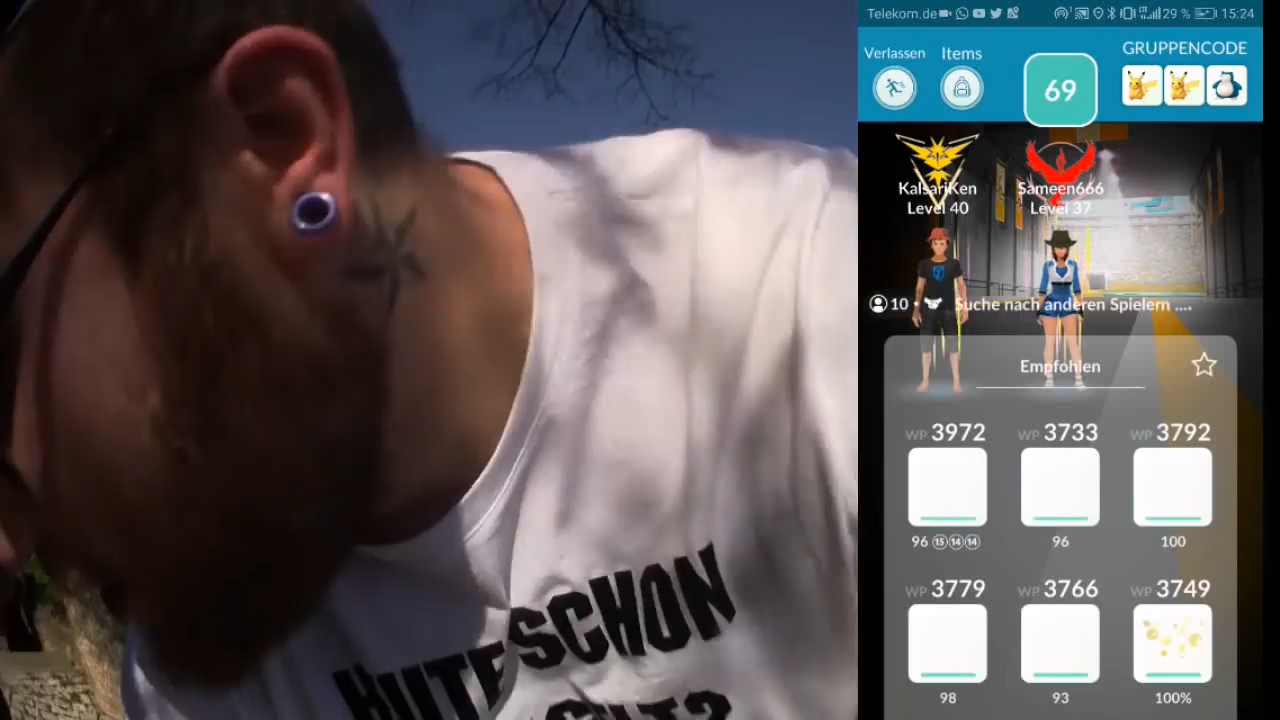 Telekom.de 29 % 15:24
Verlassen Items 69 GRUPPENCODE
KalsariKen Sameen666
Level 40 Level 37
10 • Suche nach anderen Spielern ....
Empfohlen
WP 3972 WP 3733 WP 3792
96 15 14 14 96 100
WP 3779 WP 3766 WP 3749
98 93 100%
SCHON